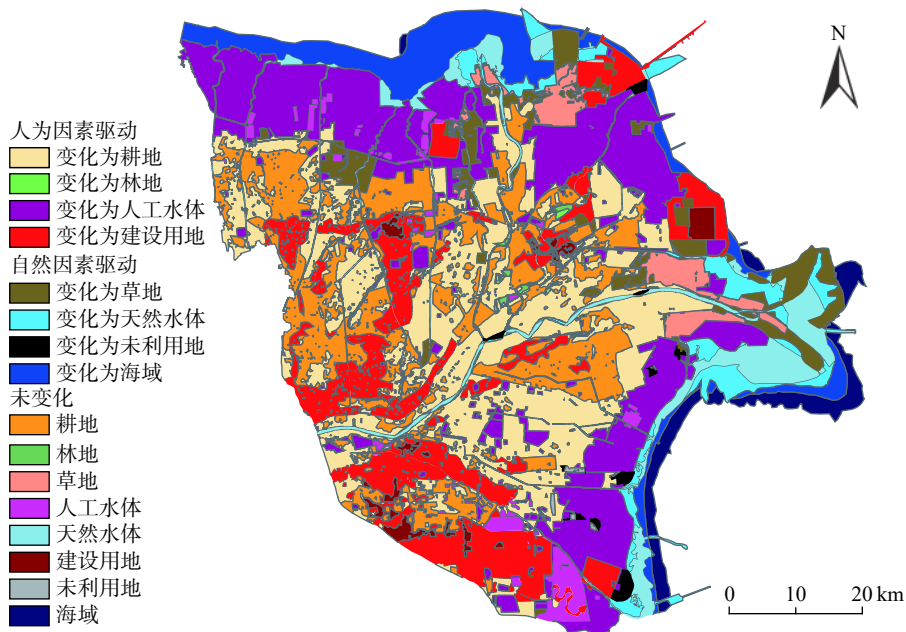 N
人为因素驱动
变化为耕地
变化为林地
变化为人工水体
变化为建设用地
自然因素驱动
变化为草地
变化为天然水体
变化为未利用地
变化为海域
未变化
耕地
林地
草地
人工水体
天然水体
建设用地
未利用地
海域
0 10 20 km